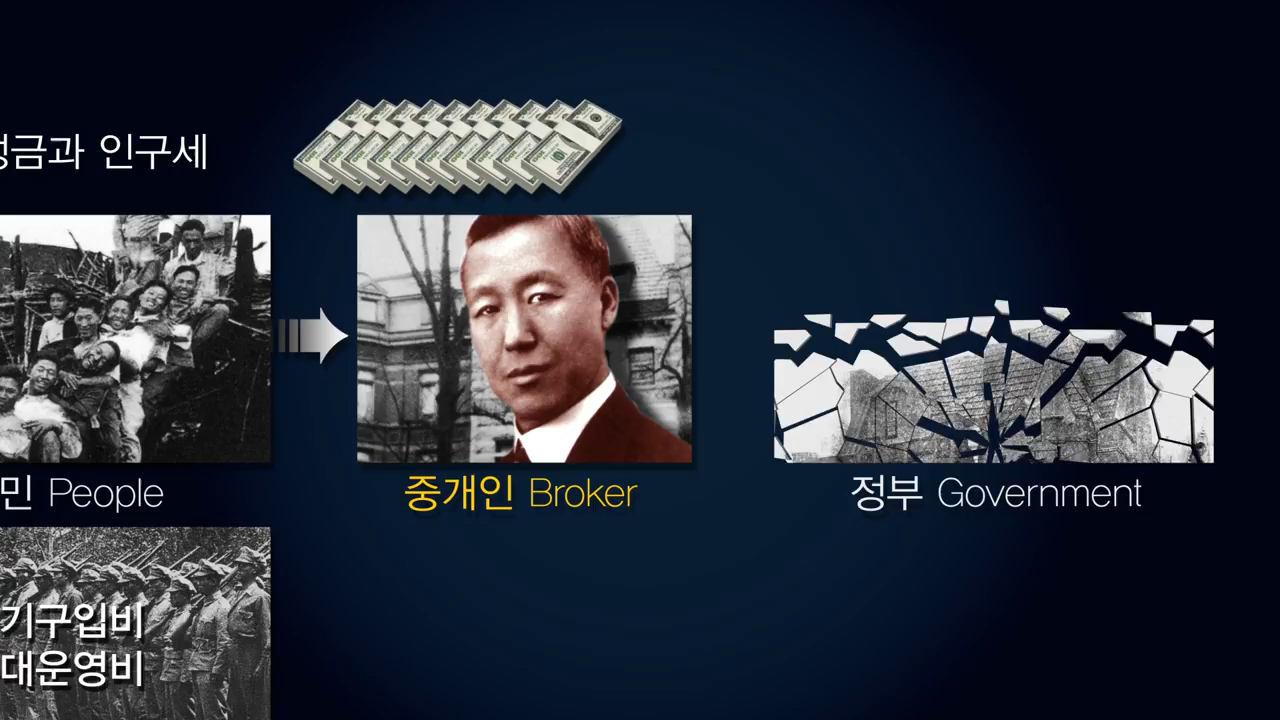 금과 인구세
민 People
중개인 Broker
정부 Government
기구입비
대운영비